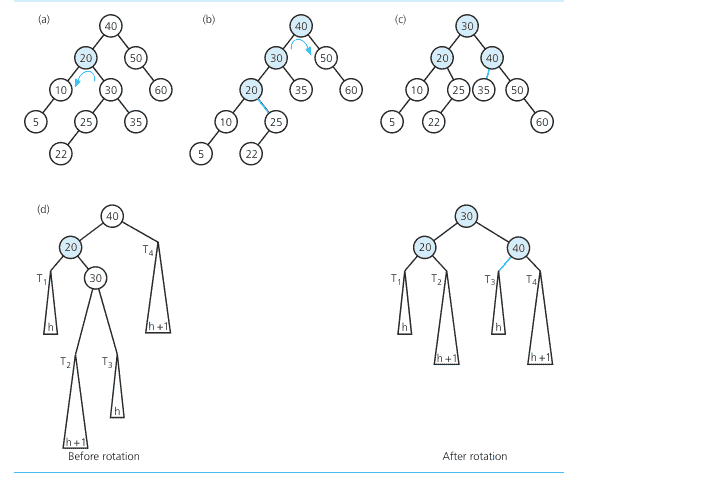 (a) (b) (c)
40 40 30
20 50 30 50 20 40
10 30 60 20 35 60 10 25 35 50
5 25 35 10 25 5 22 60
22 5 22
(d)
40 30
20 T4 20 40
T1 30 T1 T2 T3 T4
h h+1 h h
T2 T3 h+1 h+1
h
h+1
Before rotation After rotation